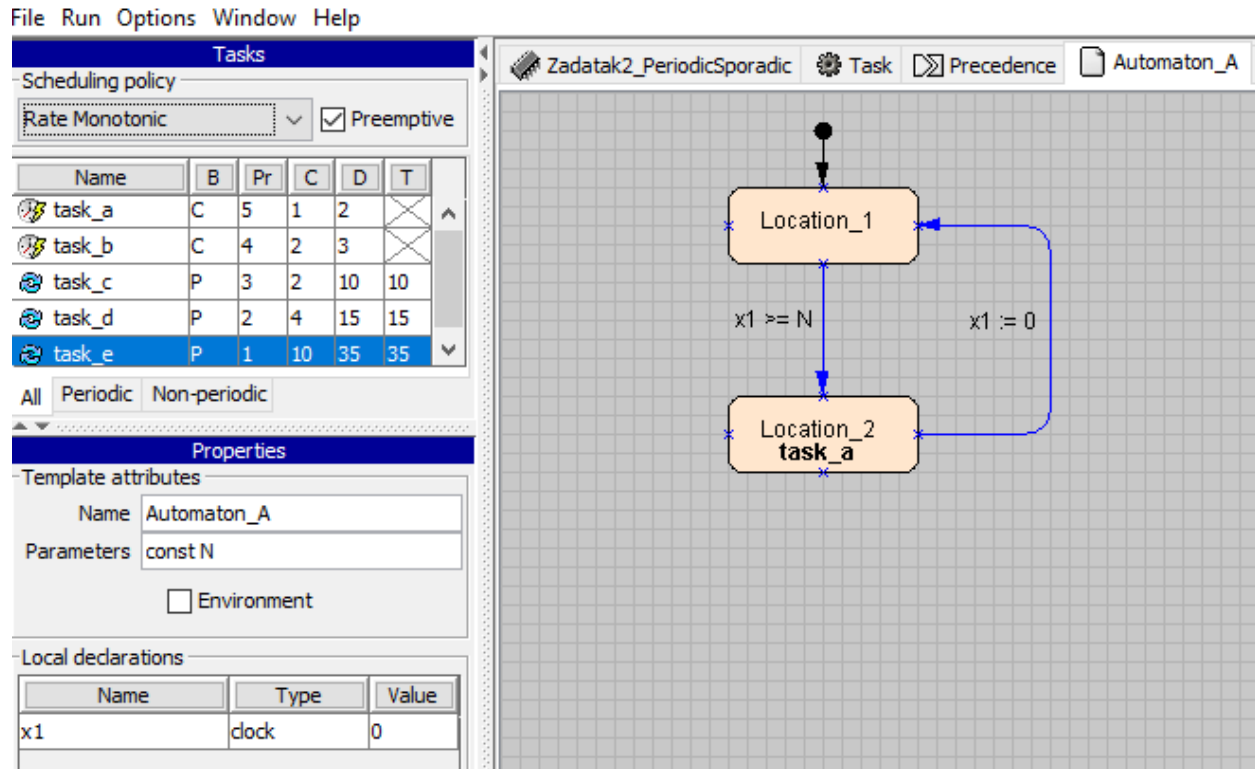 File Run Options Window Help
Tasks
Scheduling policy
Rate Monotonic
Preemptive
Name B Pr C D T
task_a C 5 1 2
task_b C 4 2 3
task_c P 3 2 10 10
task_d P 2 4 15 15
task_e P 1 10 35 35
All Periodic Non-periodic
Properties
Template attributes
Name Automaton_A
Parameters const N
Environment
Local declarations
Name Type Value
x1 clock 0
Zadatak2_PeriodicSporadic Task Precedence Automaton_A
Location_1
x1 >= N x1 := 0
Location_2
task_a